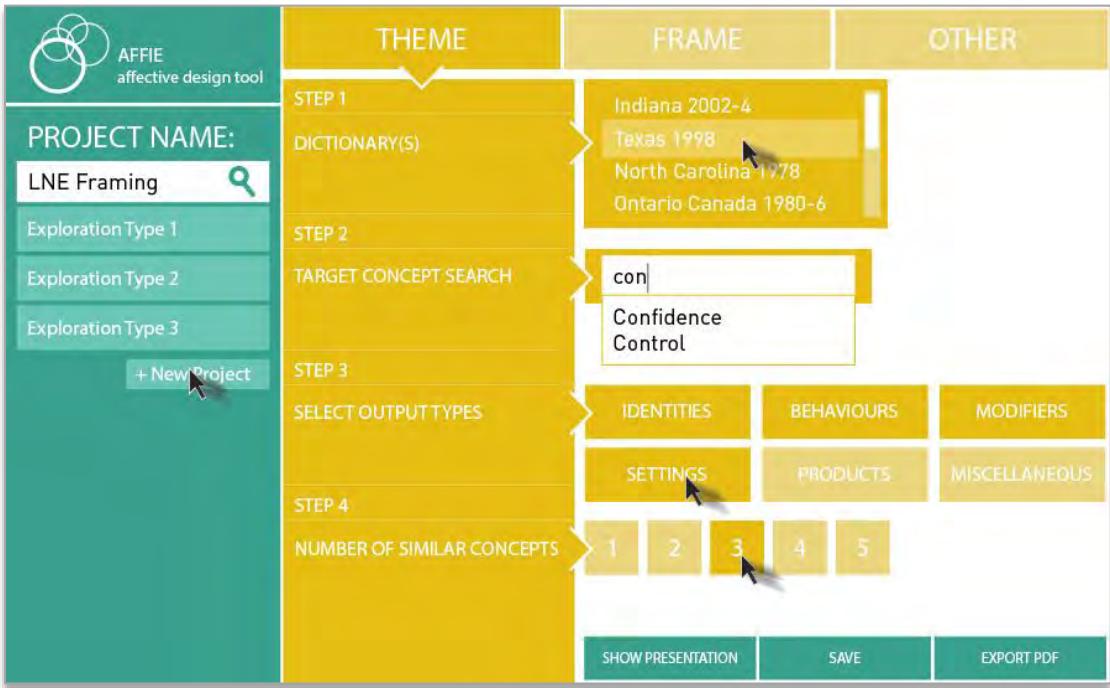 AFFIE
affective design tool
THEME
FRAME
OTHER
PROJECT NAME:
LNE Framing
Exploration Type 1
Exploration Type 2
Exploration Type 3
+ New Project
STEP 1
DICTIONARY(S)
Indiana 2002-4
Texas 1998
North Carolina 1978
Ontario Canada 1980-6
STEP 2
TARGET CONCEPT SEARCH
con
Confidence
Control
STEP 3
SELECT OUTPUT TYPES
IDENTITIES
BEHAVIOURS
MODIFIERS
SETTINGS
PRODUCTS
MISCELLANEOUS
STEP 4
NUMBER OF SIMILAR CONCEPTS
1 2 3 4 5
SHOW PRESENTATION
SAVE
EXPORT PDF